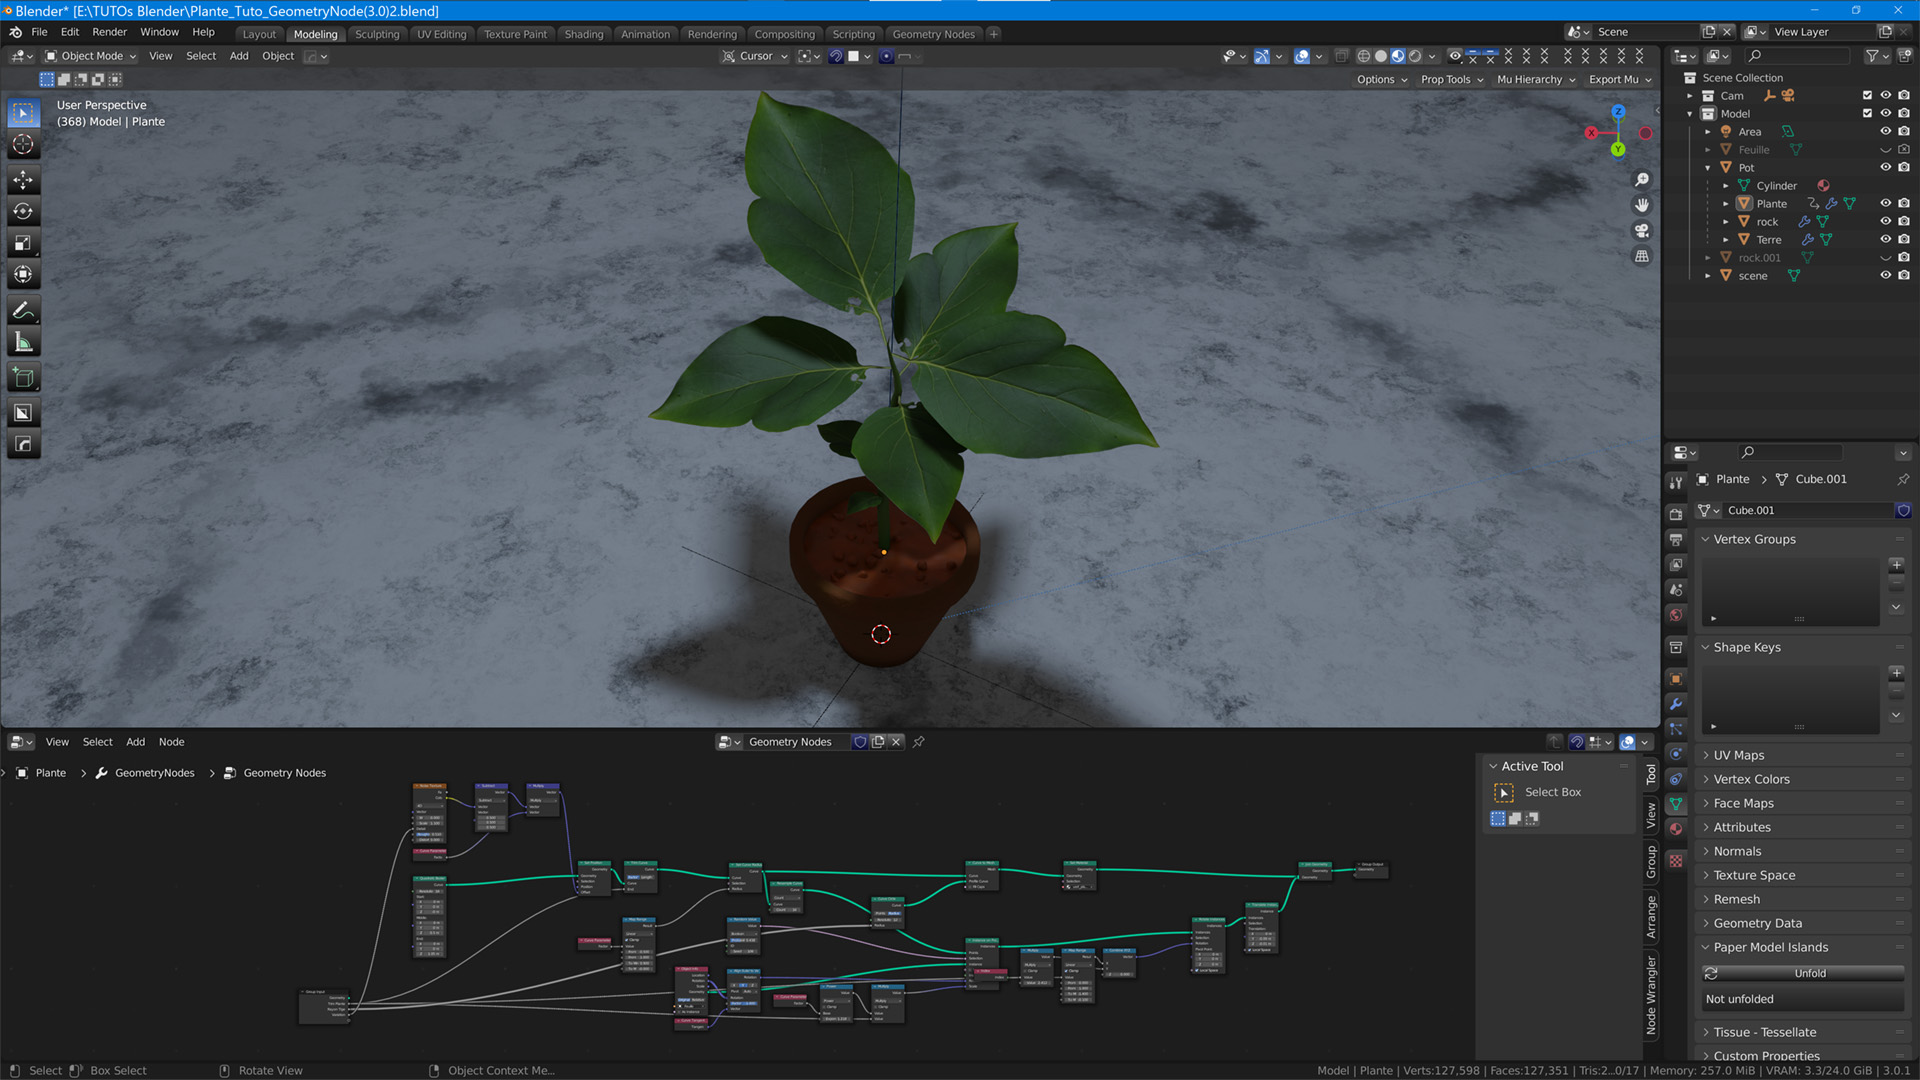 Blender* [E:\TUTOs Blender\Plante_Tuto_GeometryNode(3.0)2.blend]
File Edit Render Window Help
Layout Modeling Sculpting UV Editing Texture Paint Shading Animation Rendering Compositing Scripting Geometry Nodes +
Scene View Layer
Object Mode View Select Add Object
Cursor
Options Prop Tools Mu Hierarchy Export Mu
User Perspective
(368) Model | Plante
X Y Z
Scene Collection
Cam
Model
Area
Feuille
Pot
Cylinder
Plante
rock
Terre
rock.001
scene
Plante > Cube.001
Cube.001
Vertex Groups
Shape Keys
UV Maps
Vertex Colors
Face Maps
Attributes
Normals
Texture Space
Remesh
Geometry Data
Paper Model Islands
Unfold
Not unfolded
Tissue - Tessellate
Custom Properties
View Select Add Node
Geometry Nodes
Plante > GeometryNodes > Geometry Nodes
Active Tool
Select Box
Tool
View
Group
Arrange
Node Wrangler
Select Box Select Rotate View Object Context Me...
Model | Plante | Verts:127,598 | Faces:127,351 | Tris:2...0/17 | Memory: 257.0 MiB | VRAM: 3.3/24.0 GiB | 3.0.1